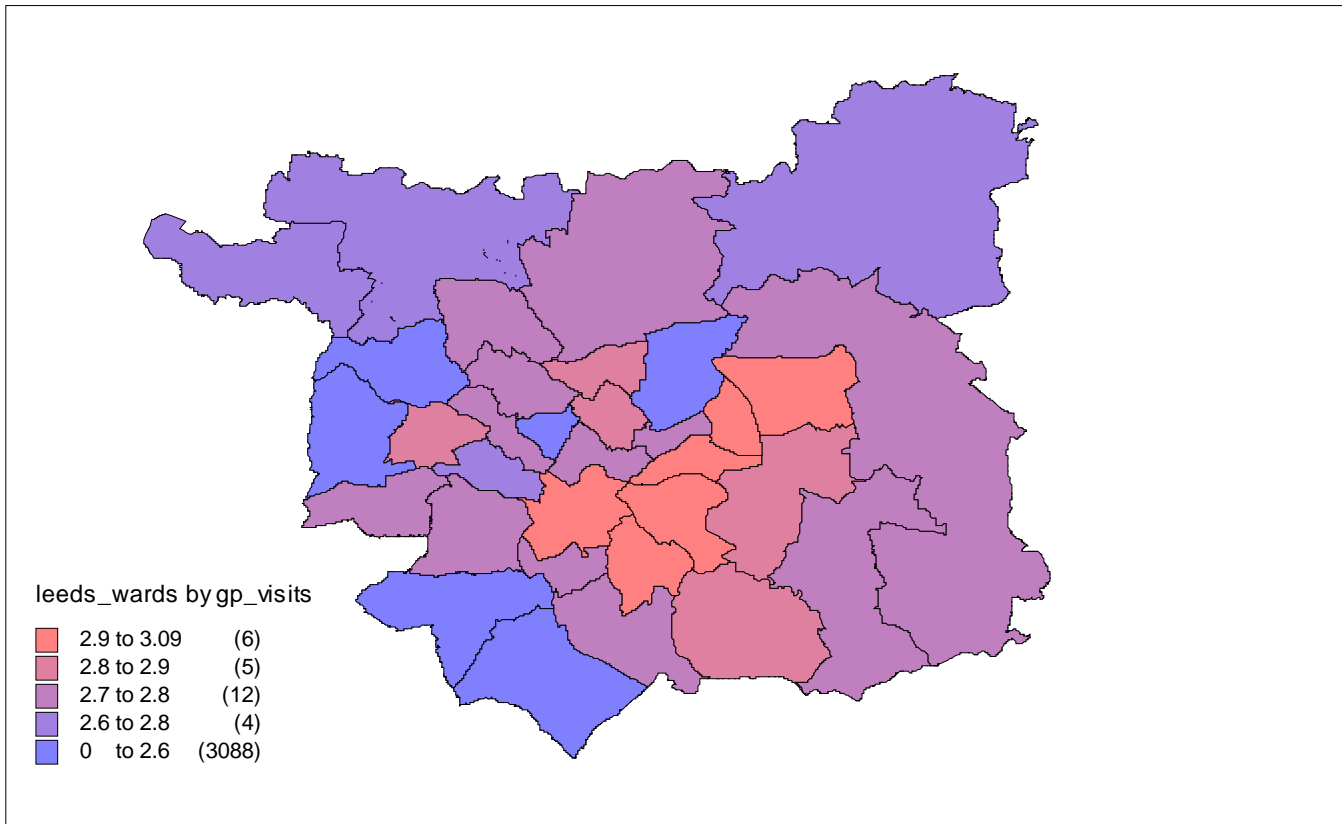 leeds_wards by gp_visits
2.9 to 3.09 (6)
2.8 to 2.9 (5)
2.7 to 2.8 (12)
2.6 to 2.8 (4)
0 to 2.6 (3088)